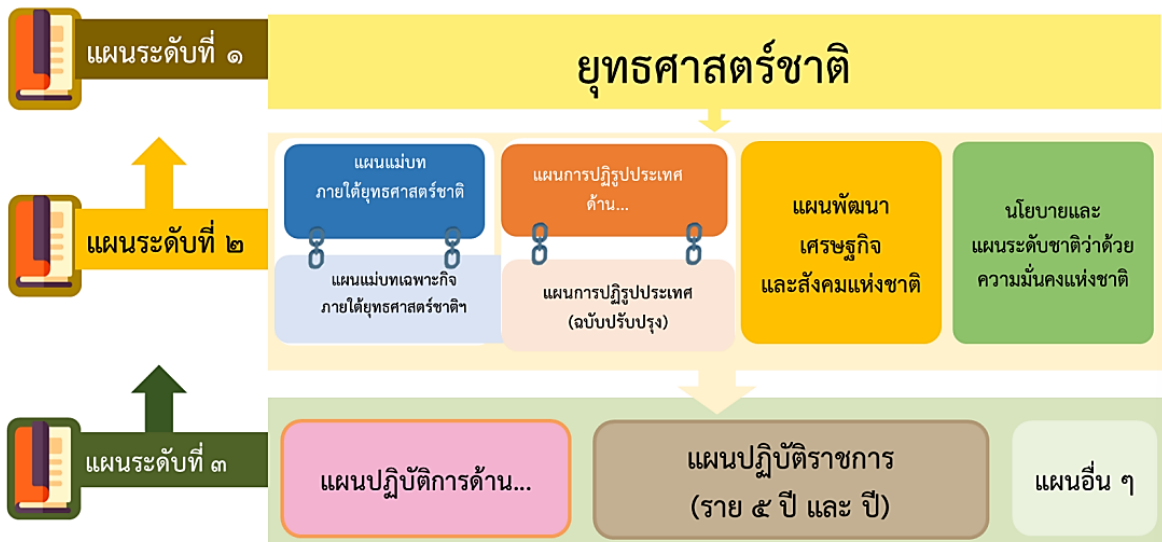 แผนระดับที่ ๑
ยุทธศาสตร์ชาติ
แผนระดับที่ ๒
แผนแม่บท
ภายใต้ยุทธศาสตร์ชาติ
แผนแม่บทเฉพาะกิจ
ภายใต้ยุทธศาสตร์ชาติฯ
แผนการปฏิรูปประเทศ
ด้าน...
แผนการปฏิรูปประเทศ
(ฉบับปรับปรุง)
แผนพัฒนา
เศรษฐกิจ
และสังคมแห่งชาติ
นโยบายและ
แผนระดับชาติว่าด้วย
ความมั่นคงแห่งชาติ
แผนระดับที่ ๓
แผนปฏิบัติการด้าน...
แผนปฏิบัติราชการ
(ราย ๕ ปี และ ปี)
แผนอื่น ๆ